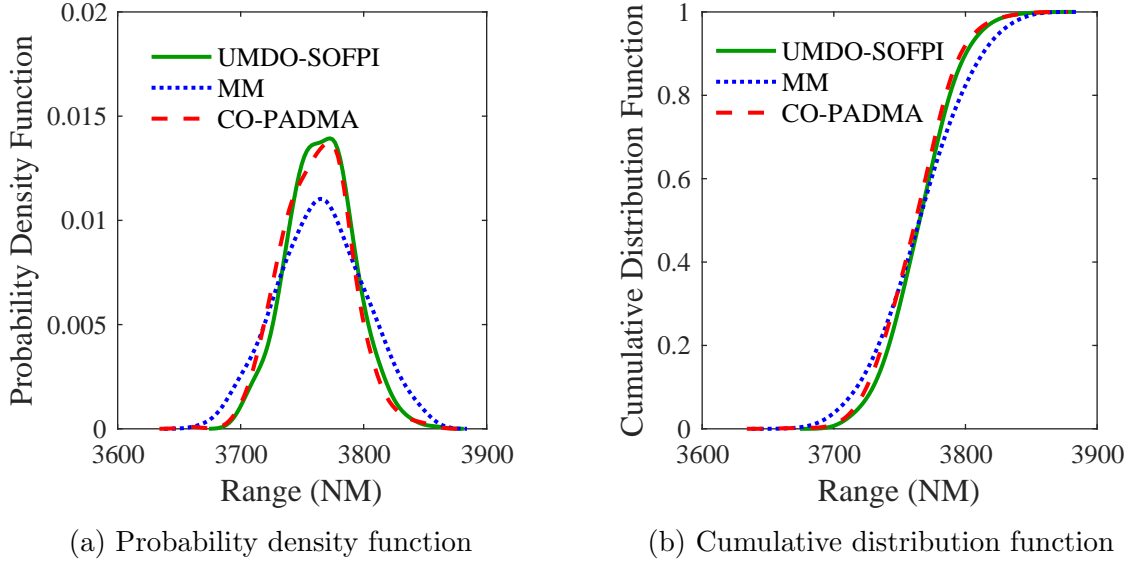 Probability Density Function
0.02
0.015
0.01
0.005
0
UMDO-SOFPI
MM
CO-PADMA
3600
3700
3800
3900
Range (NM)
(a) Probability density function
Cumulative Distribution Function
1
0.8
0.6
0.4
0.2
0
UMDO-SOFPI
MM
CO-PADMA
3600
3700
3800
3900
Range (NM)
(b) Cumulative distribution function